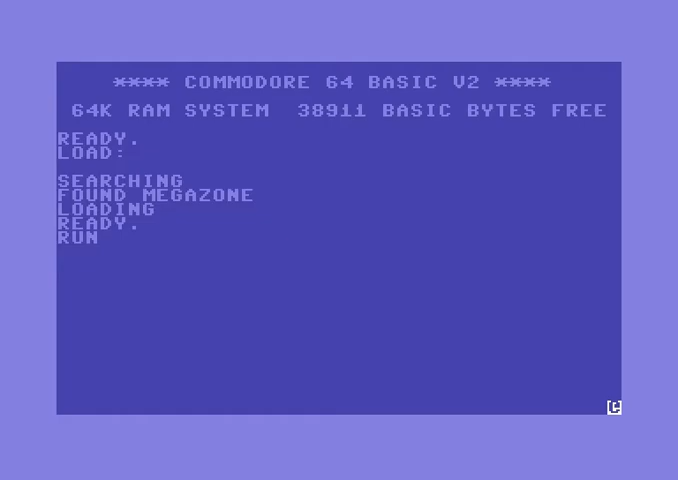 **** COMMODORE 64 BASIC V2 ****
64K RAM SYSTEM  38911 BASIC BYTES FREE
READY.
LOAD:
SEARCHING
FOUND MEGAZONE
LOADING
READY.
RUN